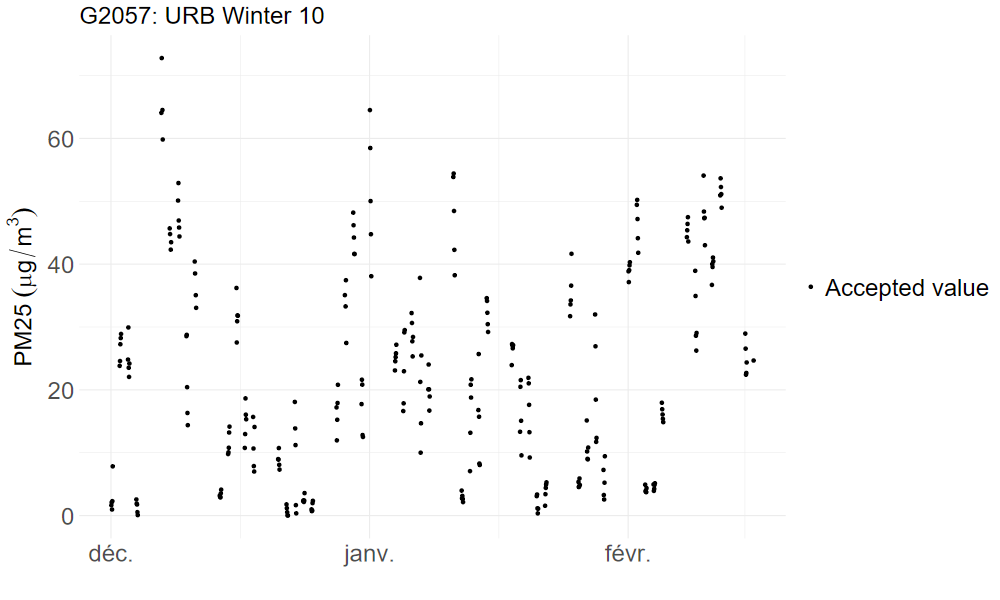 G2057: URB Winter 10
PM25 (μg/m³)
60
40
20
0
déc.
janv.
févr.
Accepted value